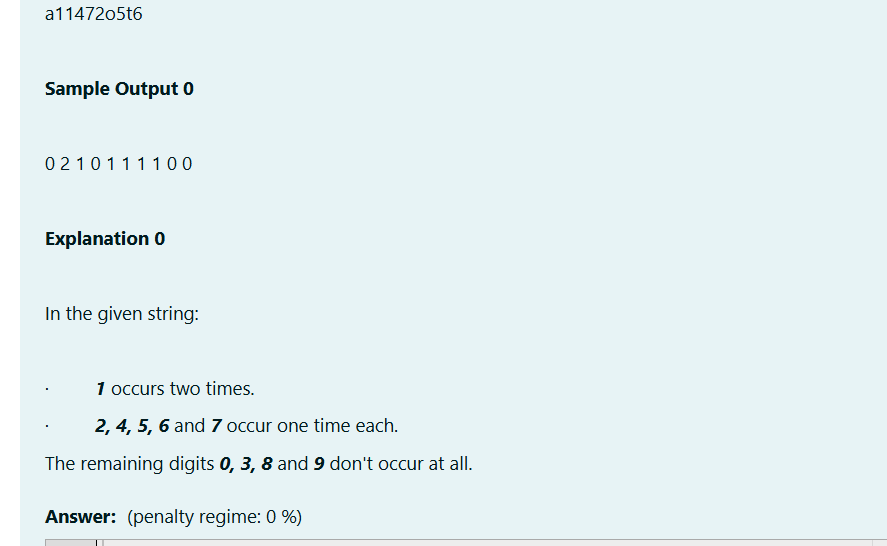 a11472o5t6
Sample Output 0
0 2 1 0 1 1 1 1 0 0
Explanation 0
In the given string:
· 1 occurs two times.
· 2, 4, 5, 6 and 7 occur one time each.
The remaining digits 0, 3, 8 and 9 don't occur at all.
Answer: (penalty regime: 0 %)